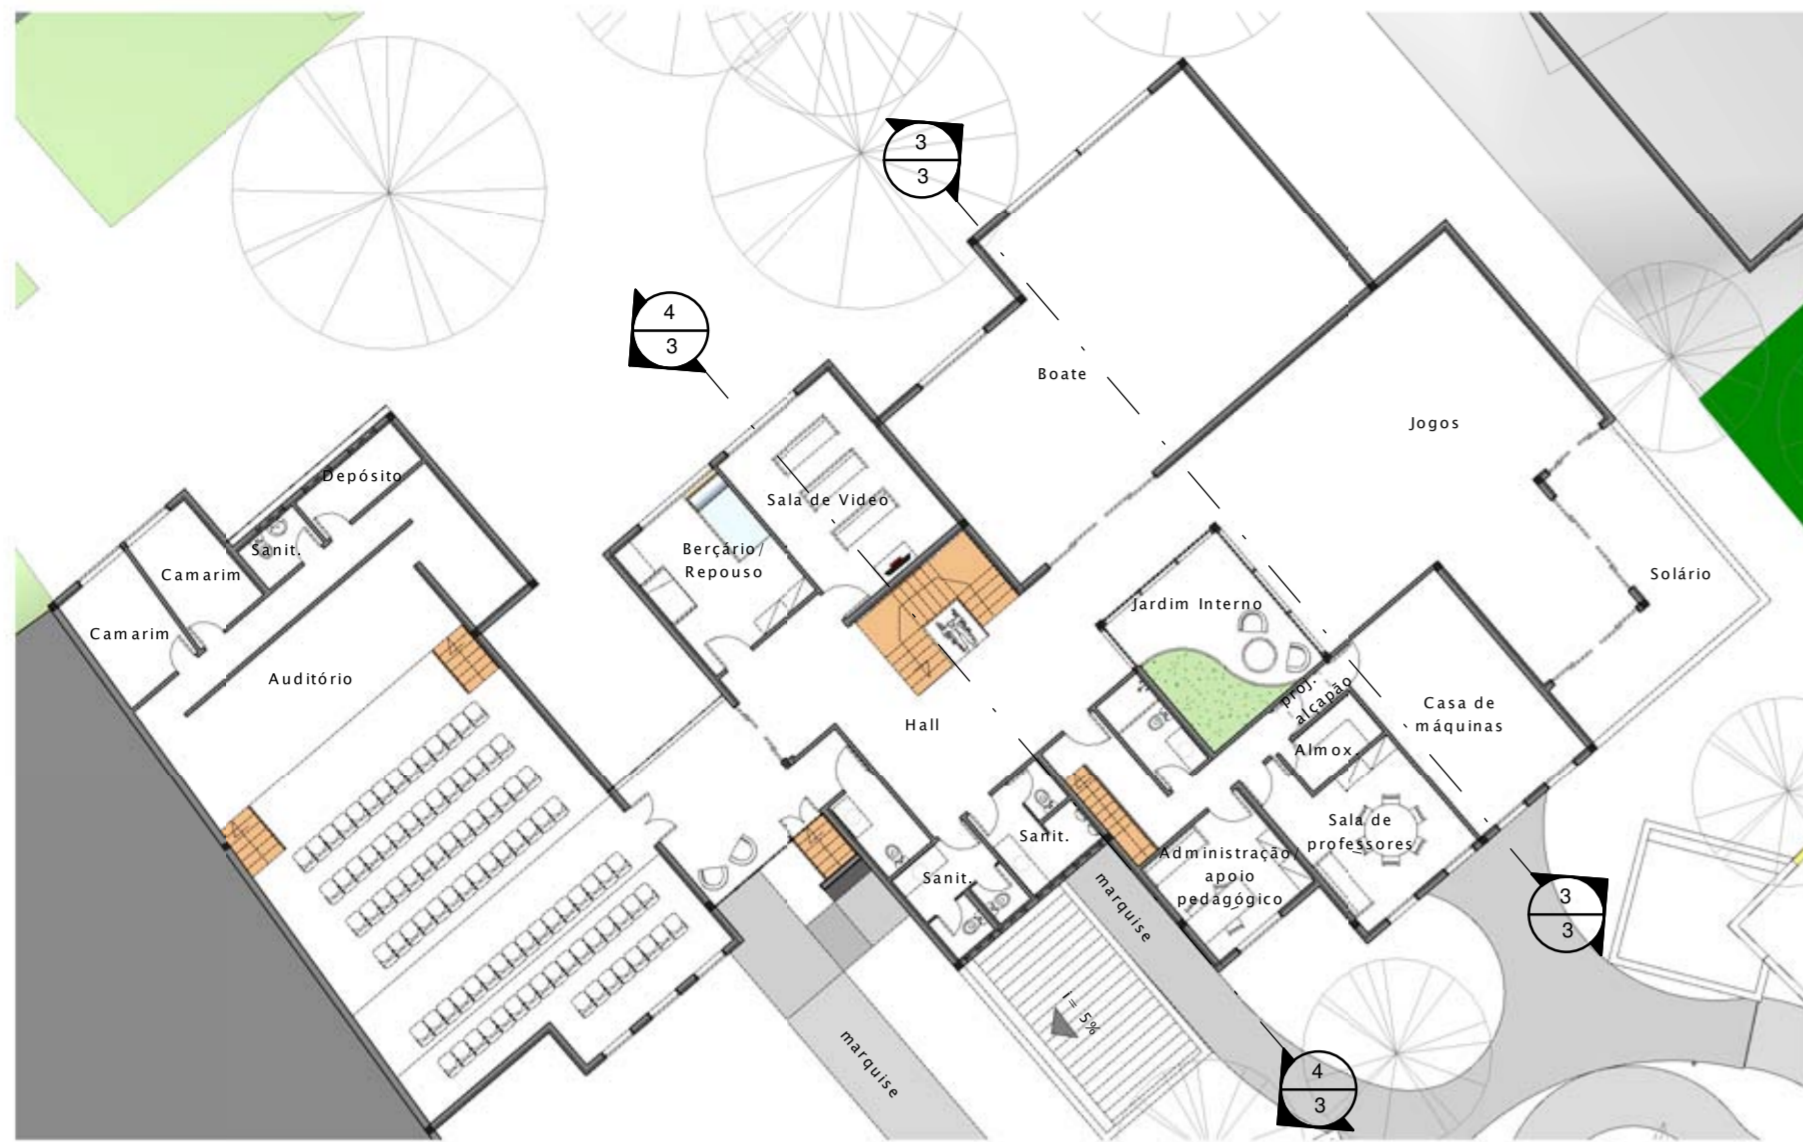 3
3
4
3
Boate
Jogos
Depósito
Sala de Video
Sanit.
Berçário/
Repouso
Camarim
Solário
Jardim Interno
Camarim
Auditório
proj.
alçapão
Casa de
máquinas
Hall
Almox.
Sala de
professores
Sanit.
Administração/
apoio
pedagógico
Sanit.
marquise
3
3
i= 5%
marquise
4
3